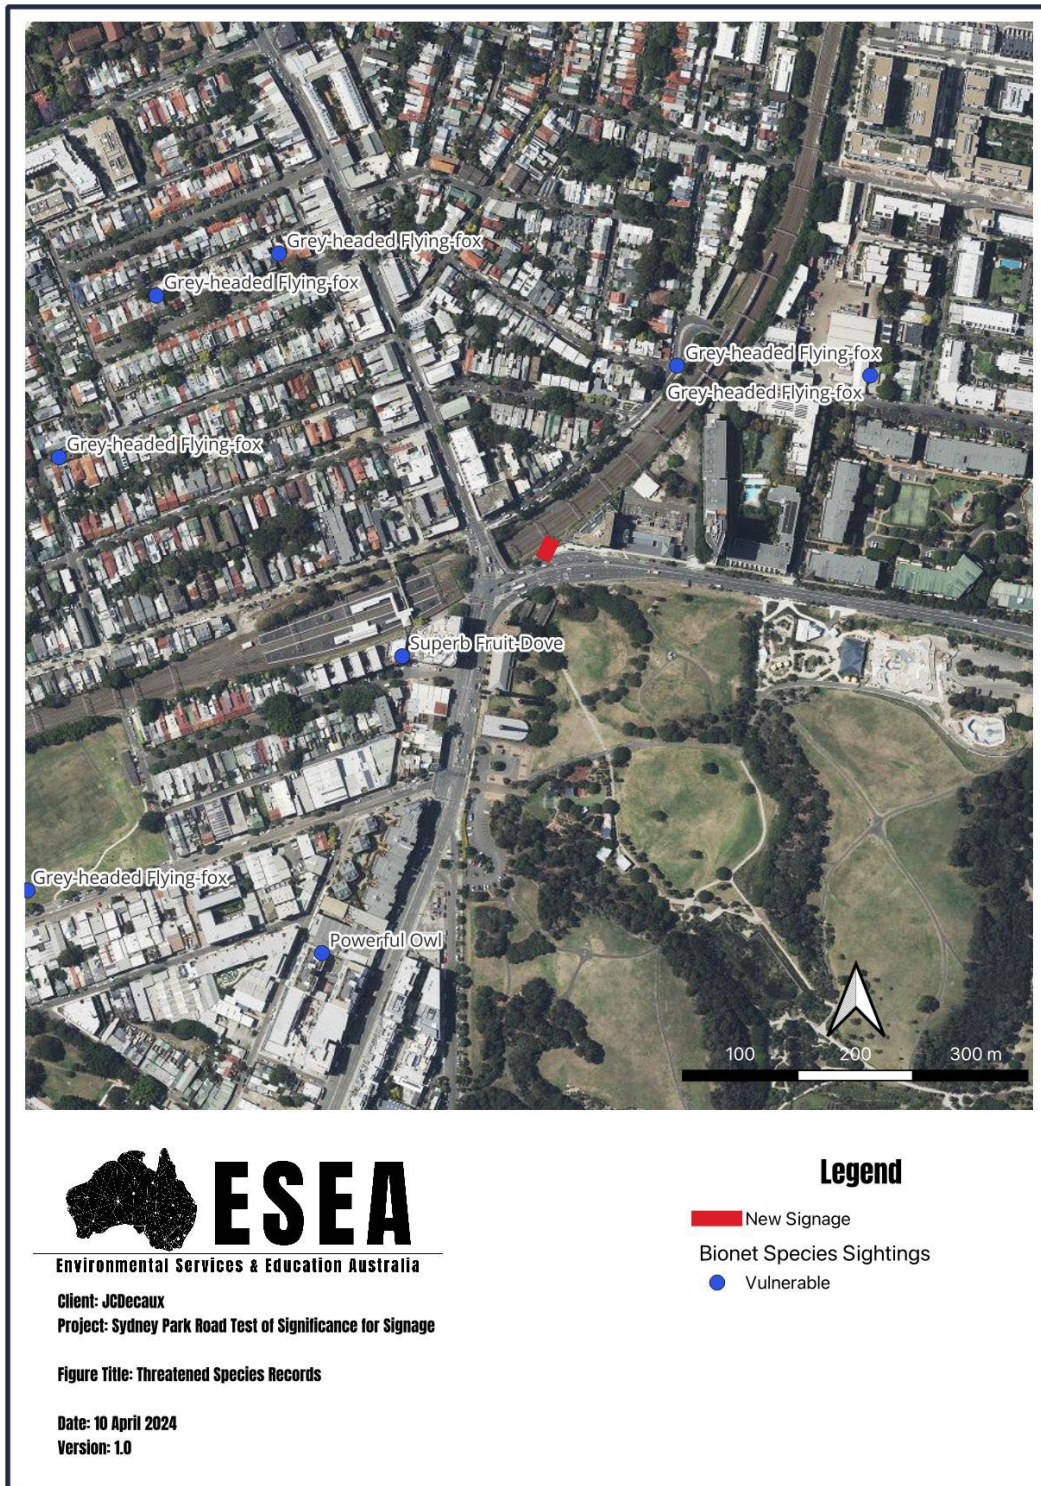 Grey-headed Flying-fox
Grey-headed Flying-fox
Grey-headed Flying-fox
Grey-headed Flying-fox
Grey-headed Flying-fox
Superb Fruit-Dove
Grey-headed Flying-fox
Powerful Owl
100 200 300 m
ESEA
Environmental Services & Education Australia
Client: JCDecaux
Project: Sydney Park Road Test of Significance for Signage
Figure Title: Threatened Species Records
Date: 10 April 2024
Version: 1.0
Legend
New Signage
Bionet Species Sightings
Vulnerable